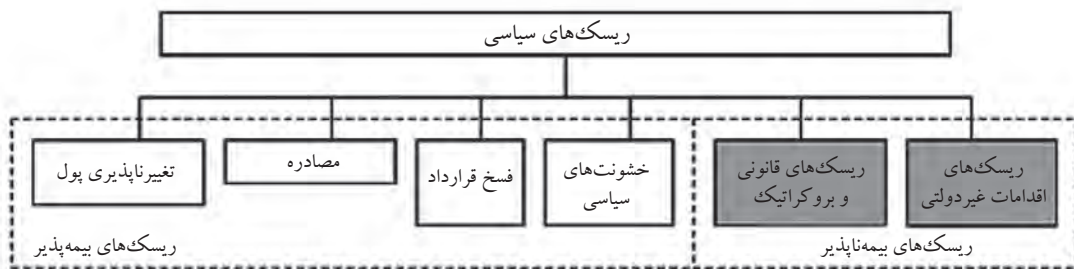 ریسک‌های سیاسی
ریسک‌های
اقدامات غیردولتی
ریسک‌های قانونی
و بروکراتیک
خشونت‌های
سیاسی
فسخ قرارداد
مصادره
تغییرناپذیری پول
ریسک‌های بیمه‌ناپذیر
ریسک‌های بیمه‌پذیر